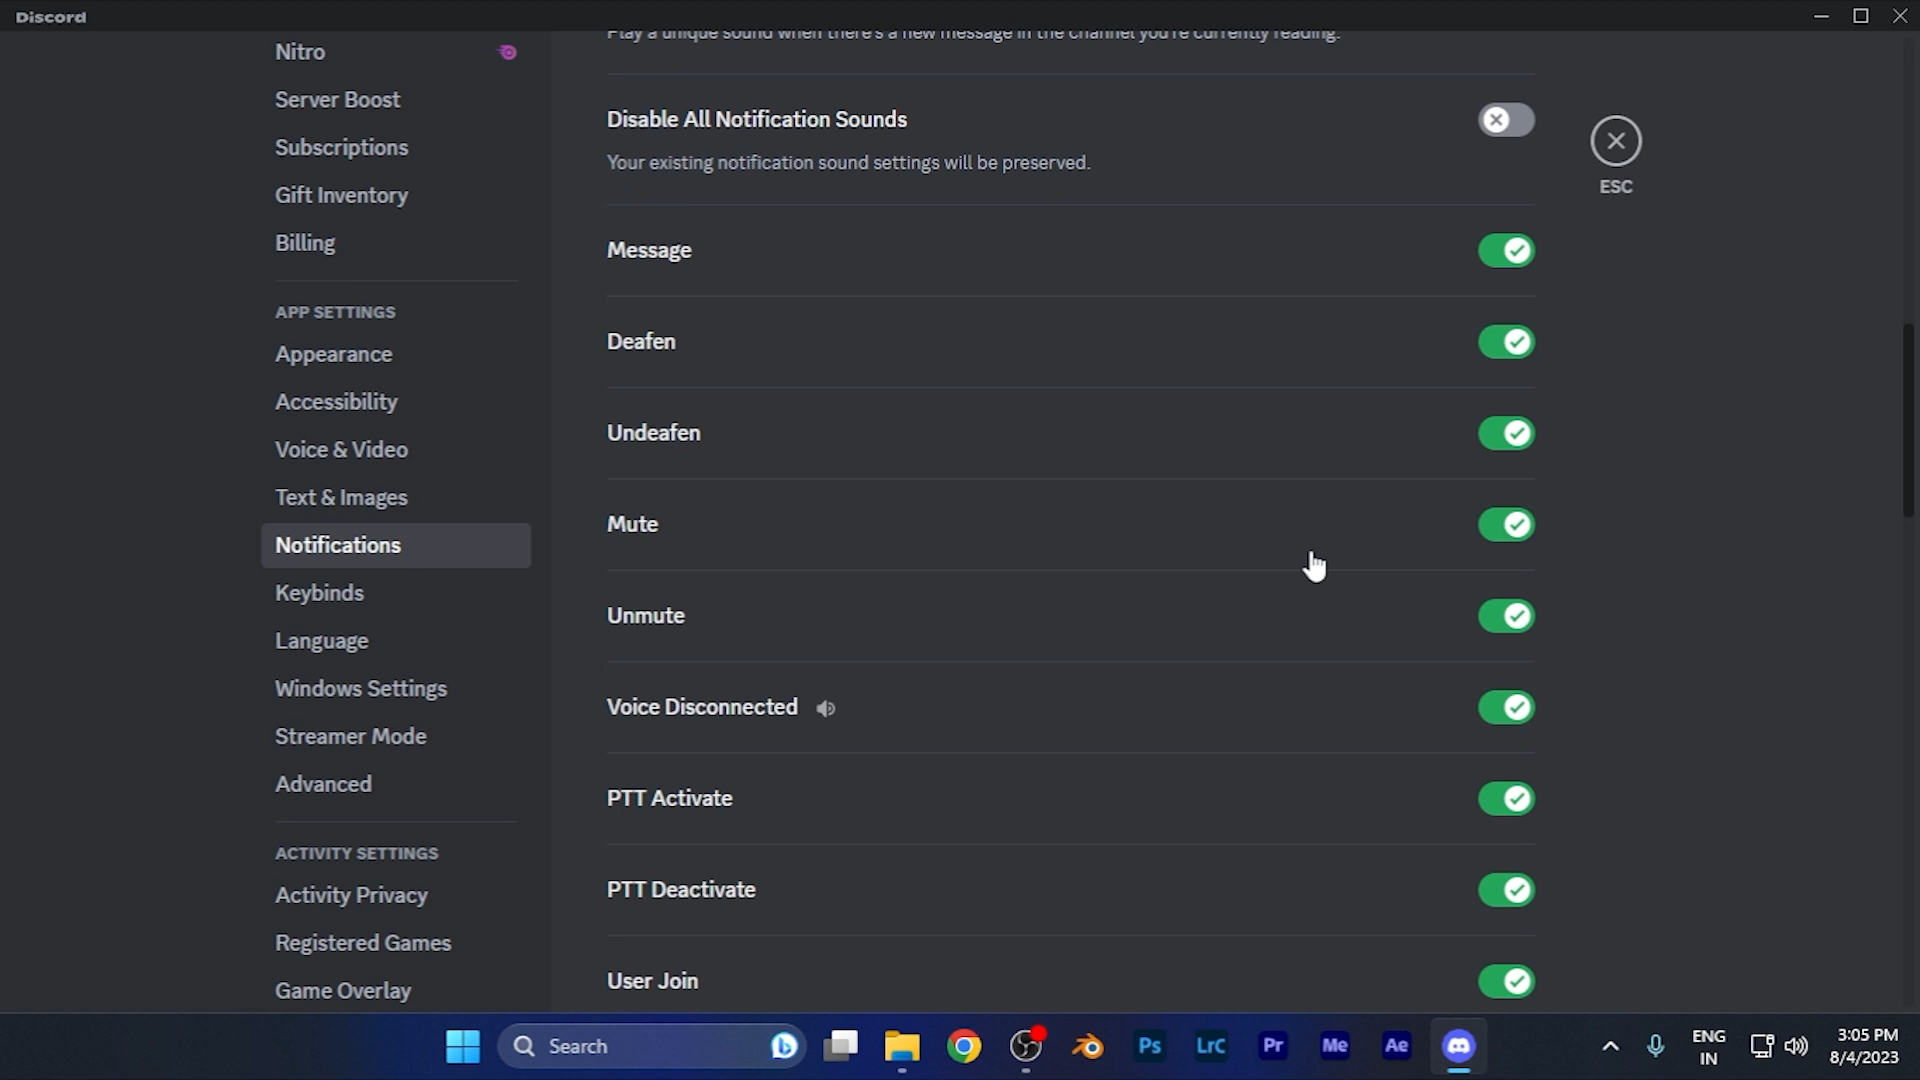 Discord
Nitro
Server Boost
Subscriptions
Gift Inventory
Billing
APP SETTINGS
Appearance
Accessibility
Voice & Video
Text & Images
Notifications
Keybinds
Language
Windows Settings
Streamer Mode
Advanced
ACTIVITY SETTINGS
Activity Privacy
Registered Games
Game Overlay
Play a unique sound when there's a new message in the channel you're currently reading.
Disable All Notification Sounds
Your existing notification sound settings will be preserved.
Message
Deafen
Undeafen
Mute
Unmute
Voice Disconnected
PTT Activate
PTT Deactivate
User Join
ESC
Search
Ps
LrC
Pr
Me
Ae
ENG
IN
3:05 PM
8/4/2023